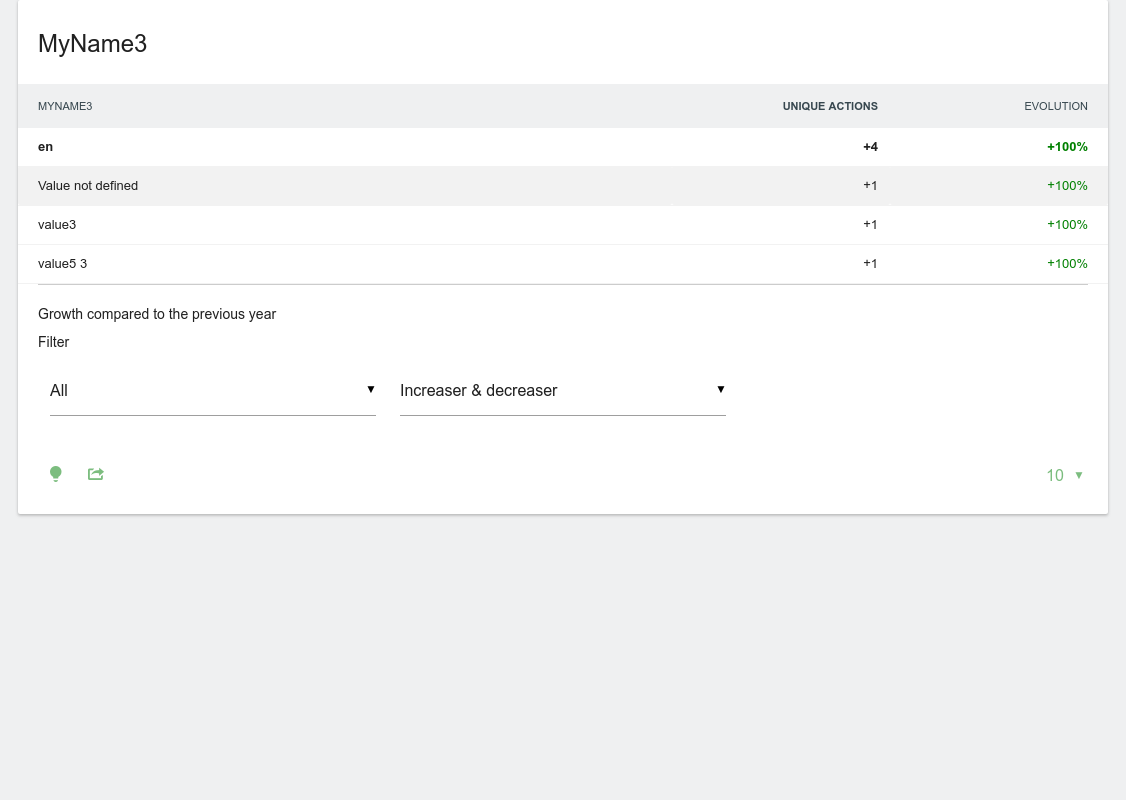 MyName3
MYNAME3 UNIQUE ACTIONS EVOLUTION
en +4 +100%
Value not defined +1 +100%
value3 +1 +100%
value5 3 +1 +100%
Growth compared to the previous year
Filter
All ▼ Increaser & decreaser ▼
10 ▼